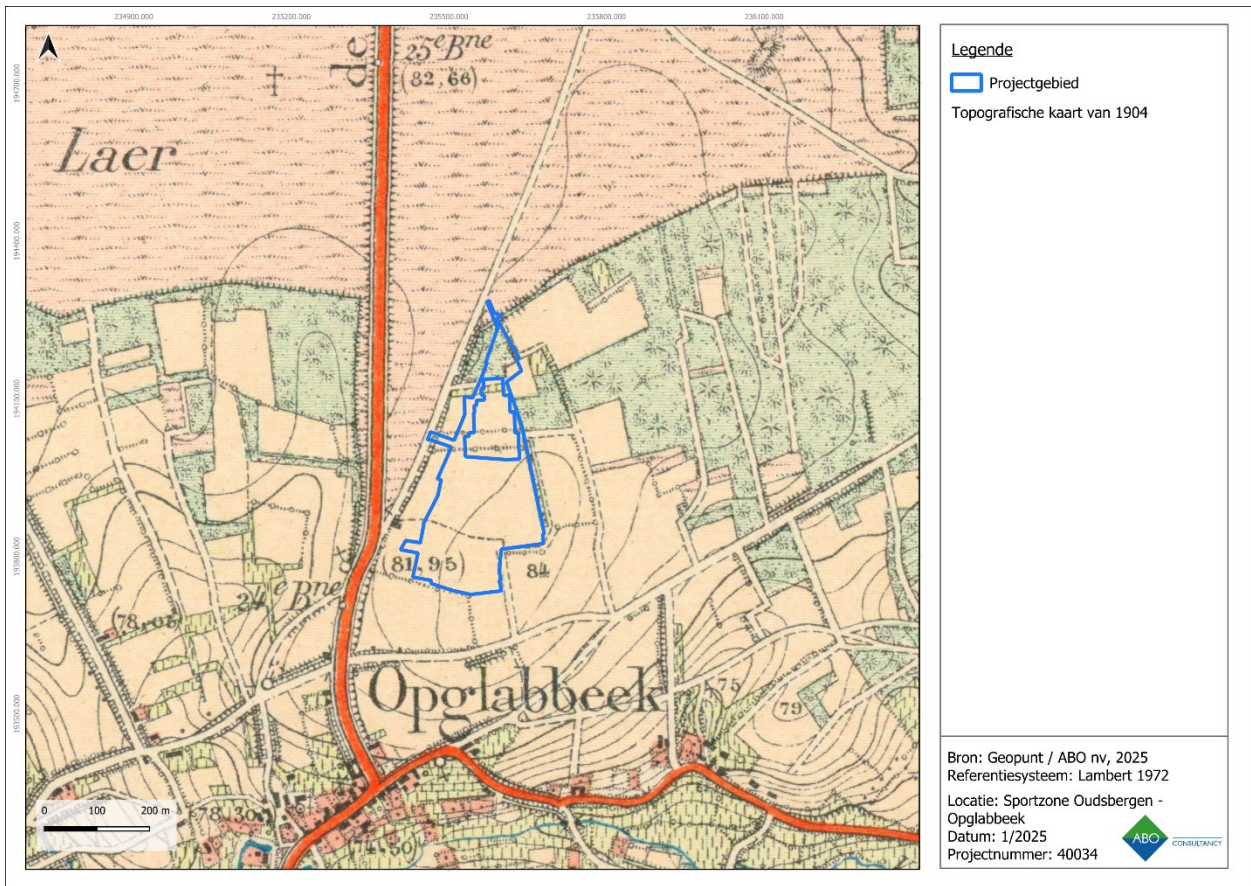 234900.000 235200.000 235500.000 235800.000 236100.000
194700.000
194400.000
194100.000
193800.000
193500.000
de
25e Bne
(82,66)
Laer
(81,95)
84
24e Bne
(78,01)
Opglabbeek
75
79
78,30
0 100 200 m
Legende
Projectgebied
Topografische kaart van 1904
Bron: Geopunt / ABO nv, 2025
Referentiesysteem: Lambert 1972
Locatie: Sportzone Oudsbergen -
Opglabbeek
Datum: 1/2025
Projectnummer: 40034
ABO
CONSULTANCY